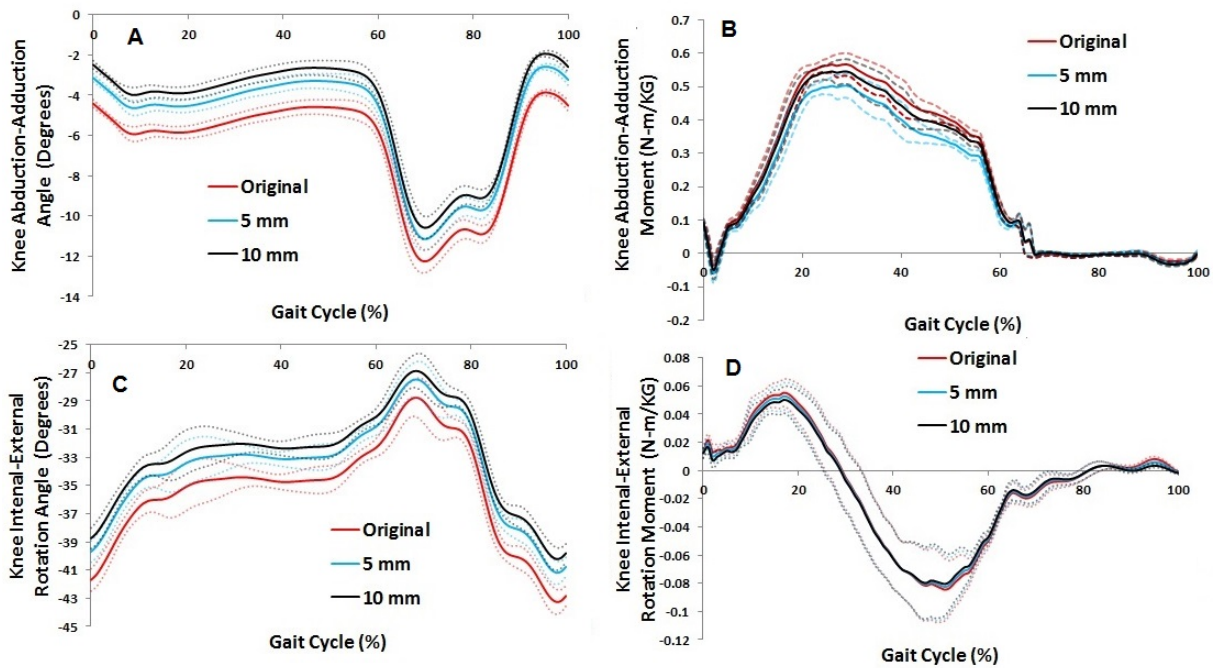 A
0
20
40
60
80
100
0
-2
-4
-6
-8
-10
-12
-14
Knee Abduction-Adduction
Angle (Degrees)
Original
5 mm
10 mm
Gait Cycle (%)
B
0.7
0.6
0.5
0.4
0.3
0.2
0.1
0
-0.1
-0.2
0
20
40
60
80
100
Knee Abduction-Adduction
Moment (N-m/KG)
Original
5 mm
10 mm
Gait Cycle (%)
C
-25
-27
-29
-31
-33
-35
-37
-39
-41
-43
-45
0
20
40
60
80
100
Knee Internal-External
Rotation Angle (Degrees)
Original
5 mm
10 mm
Gait Cycle (%)
D
0.08
0.06
0.04
0.02
0
-0.02
-0.04
-0.06
-0.08
-0.1
-0.12
0
20
40
60
80
100
Knee Intenal-External
Rotation Moment (N-m/KG)
Original
5 mm
10 mm
Gait Cycle (%)